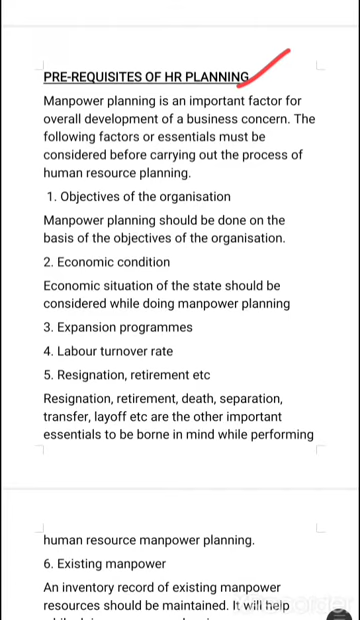 PRE-REQUISITES OF HR PLANNING
Manpower planning is an important factor for
overall development of a business concern. The
following factors or essentials must be
considered before carrying out the process of
human resource planning.
1. Objectives of the organisation
Manpower planning should be done on the
basis of the objectives of the organisation.
2. Economic condition
Economic situation of the state should be
considered while doing manpower planning
3. Expansion programmes
4. Labour turnover rate
5. Resignation, retirement etc
Resignation, retirement, death, separation,
transfer, layoff etc are the other important
essentials to be borne in mind while performing
human resource manpower planning.
6. Existing manpower
An inventory record of existing manpower
resources should be maintained. It will help